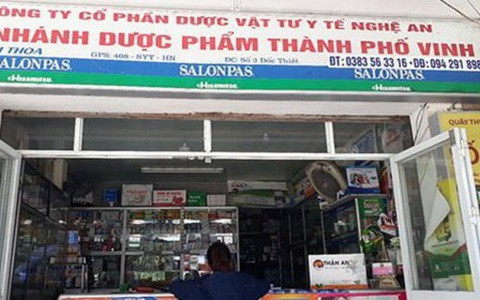 ÔNG TY CỔ PHẦN DƯỢC VẬT TƯ Y TẾ NGHỆ AN
NHÁNH DƯỢC PHẨM THÀNH PHỐ VINH
THOA
GPS: 408 - SYT - HN
ĐC: Số 3 Dốc Thiết
ĐT: 0383 56 33 16 - DĐ: 094 291 898
SALONPAS
SALONPAS
SALONPAS
Hisamitsu
Hisamitsu
Hisamitsu
THẬN AN